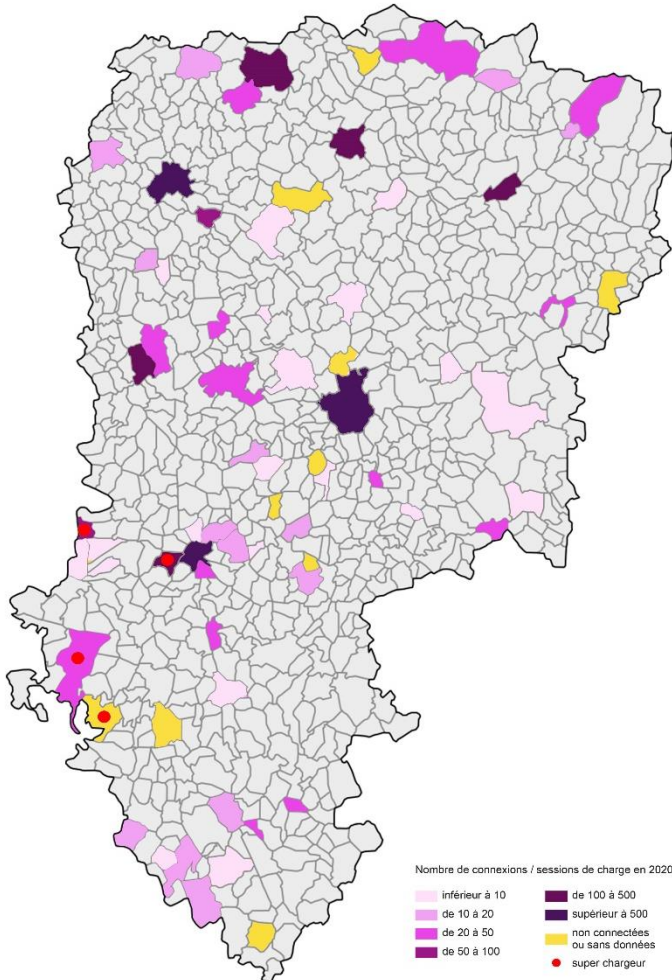 Nombre de connexions / sessions de charge en 2020
inférieur à 10
de 10 à 20
de 20 à 50
de 50 à 100
de 100 à 500
supérieur à 500
non connectées
ou sans données
super chargeur